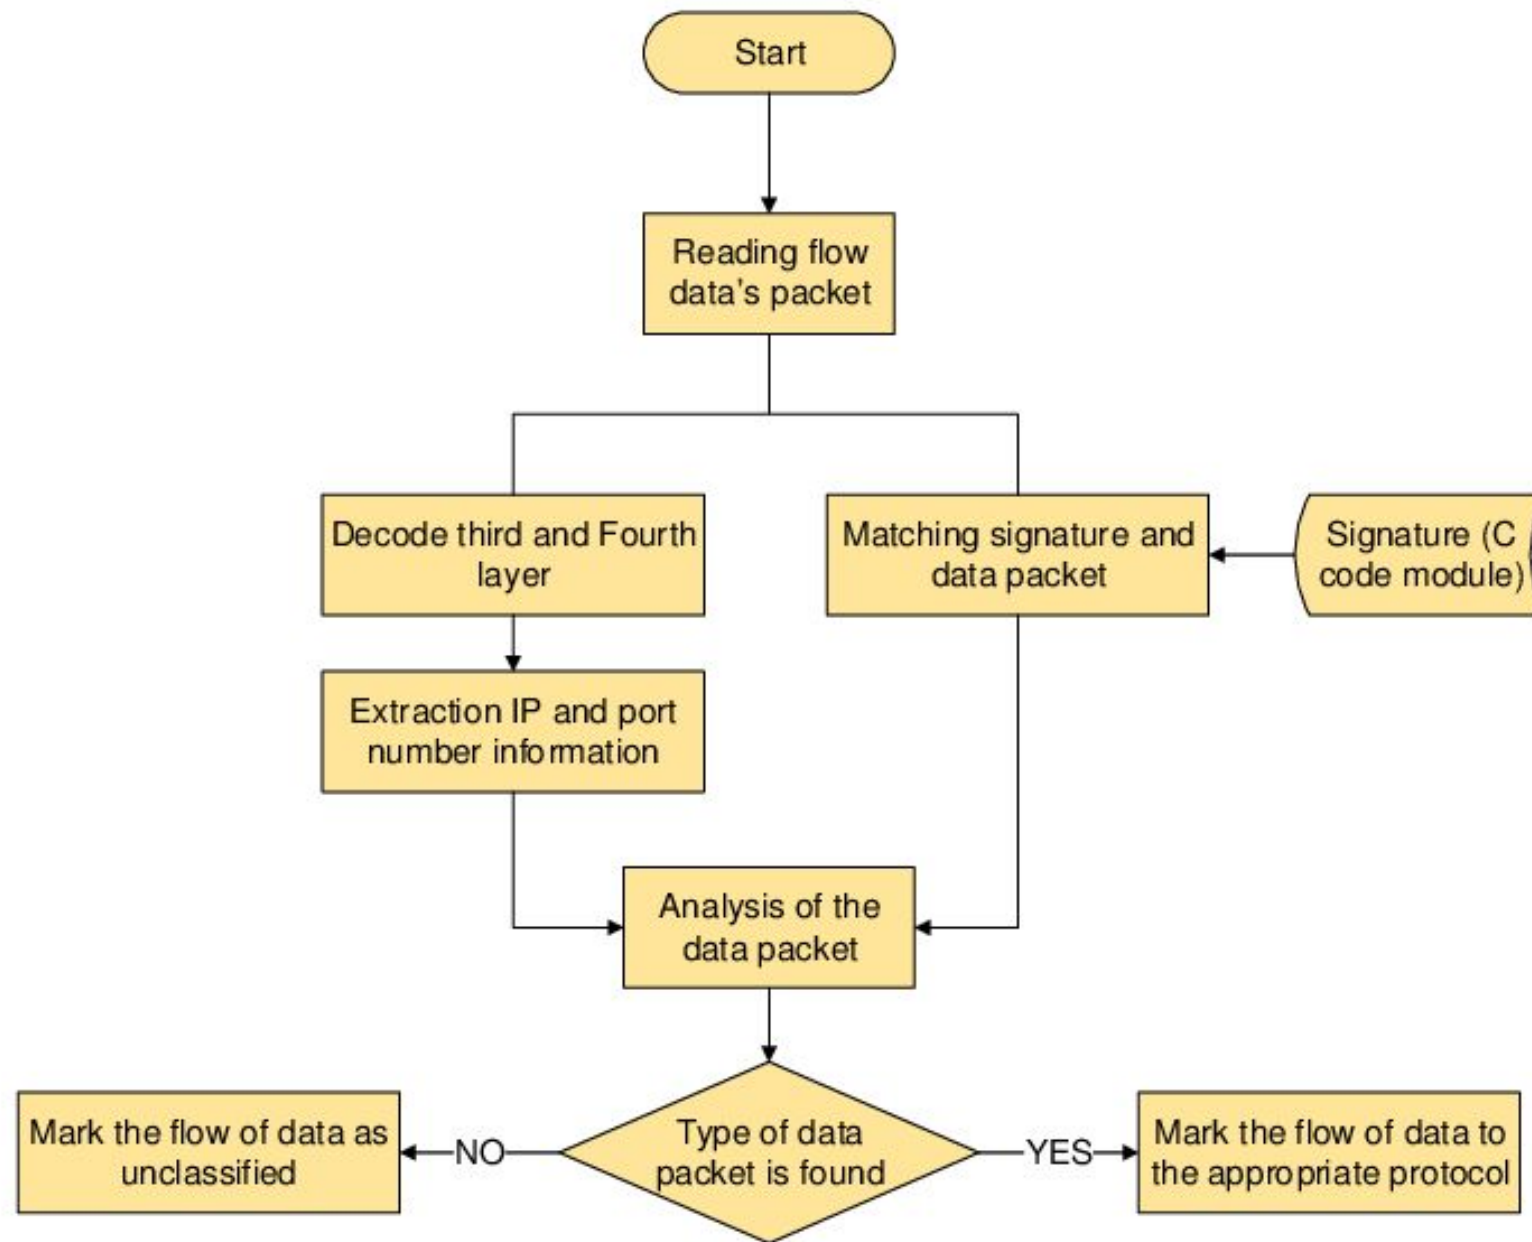 Start
Reading flow
data's packet
Decode third and Fourth
layer
Matching signature and
data packet
Signature (C
code module)
Extraction IP and port
number information
Analysis of the
data packet
Type of data
packet is found
NO
YES
Mark the flow of data as
unclassified
Mark the flow of data to
the appropriate protocol